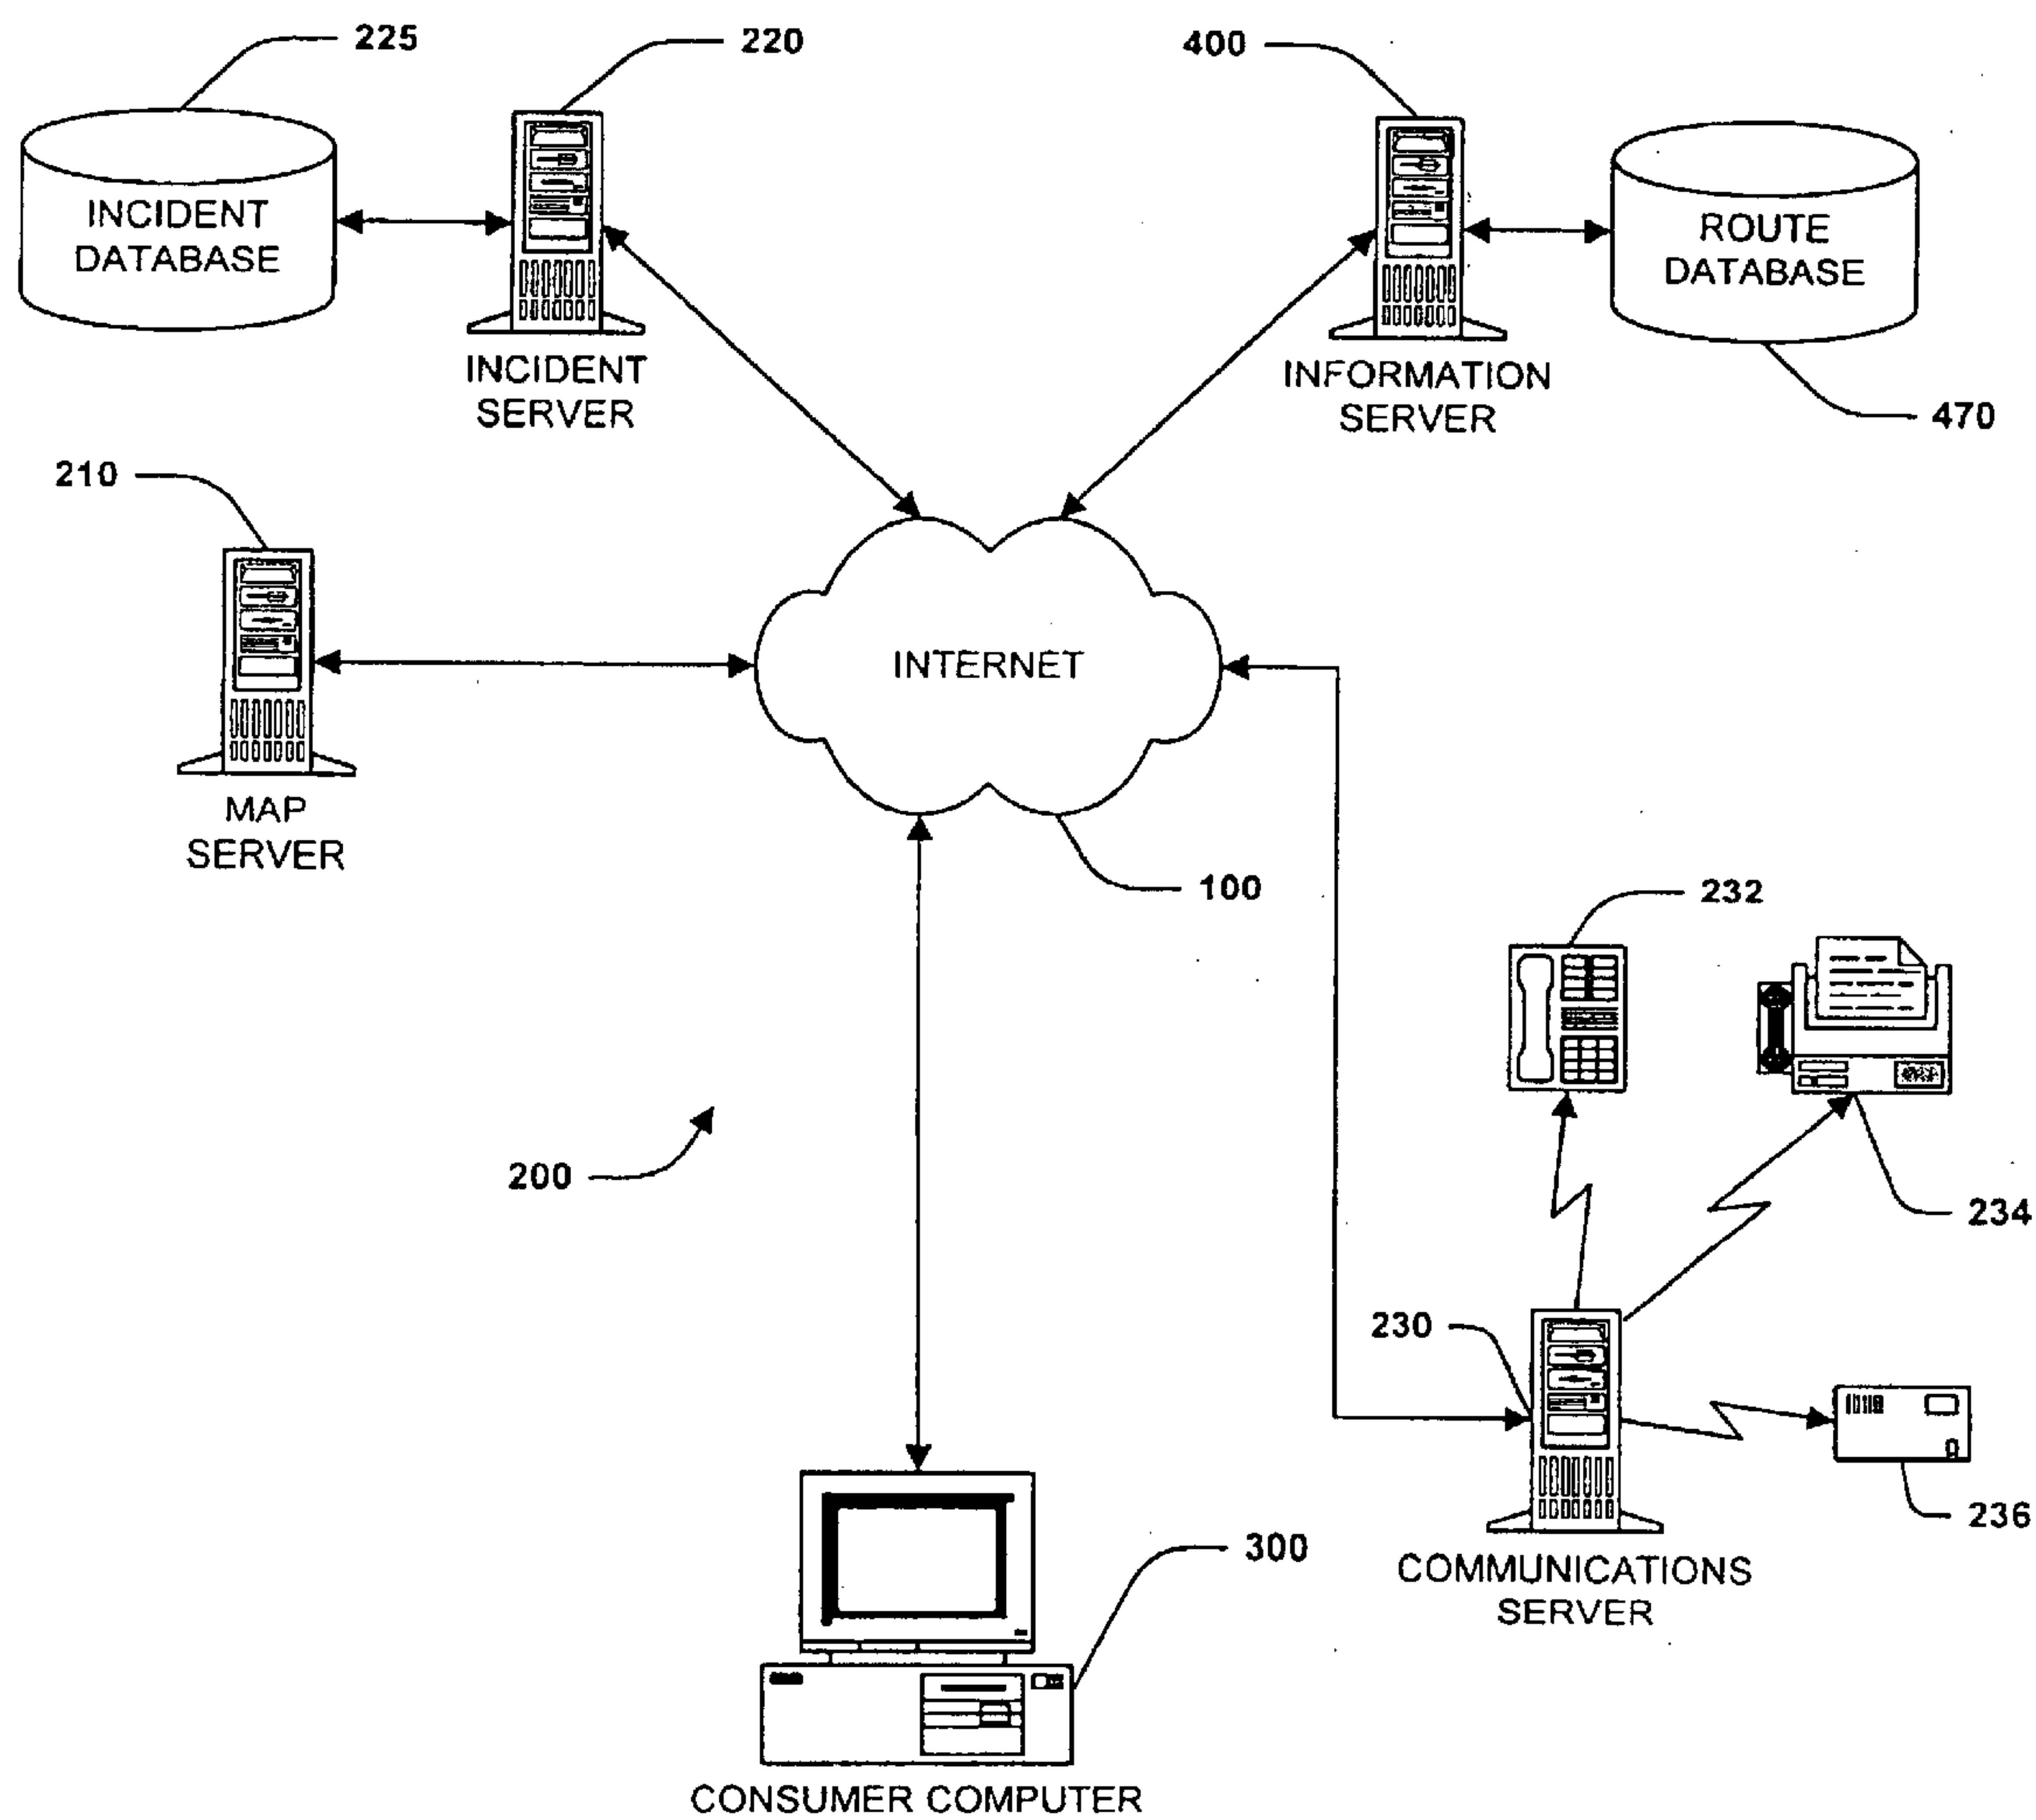 225
220
400
INCIDENT
DATABASE
ROUTE
DATABASE
INCIDENT
SERVER
INFORMATION
SERVER
470
210
INTERNET
MAP
SERVER
100
232
200
234
230
236
300
COMMUNICATIONS
SERVER
CONSUMER COMPUTER